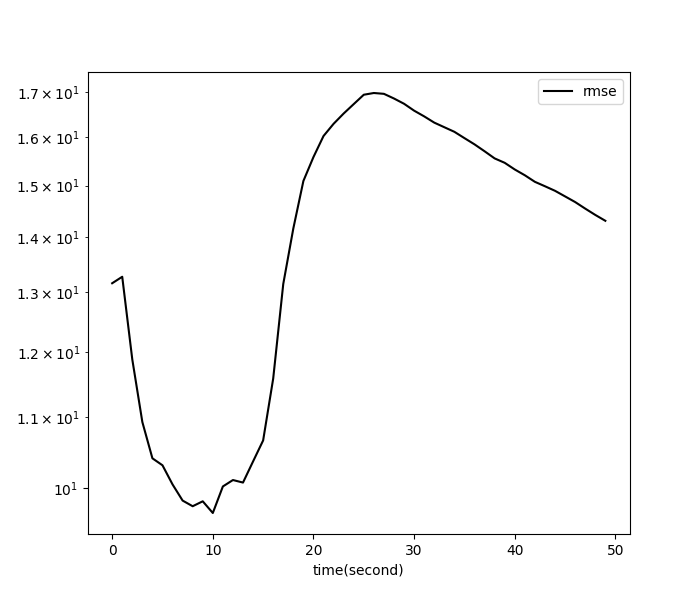 rmse
1.7 × 10¹
1.6 × 10¹
1.5 × 10¹
1.4 × 10¹
1.3 × 10¹
1.2 × 10¹
1.1 × 10¹
10¹
0 10 20 30 40 50
time(second)